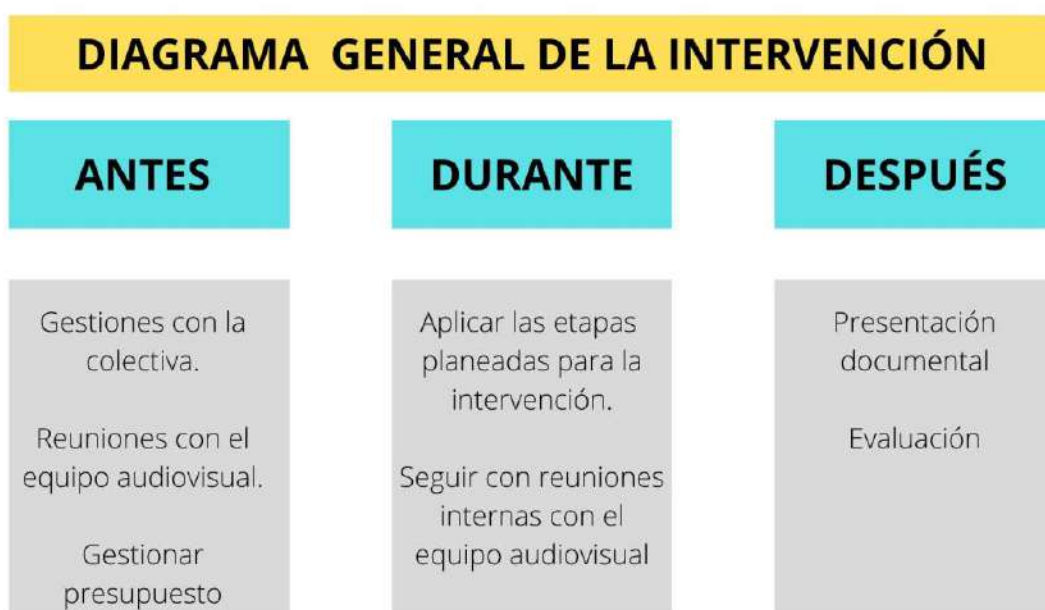 DIAGRAMA GENERAL DE LA INTERVENCIÓN
ANTES
Gestiones con la
colectiva.
Reuniones con el
equipo audiovisual.
Gestionar
presupuesto
DURANTE
Aplicar las etapas
planeadas para la
intervención.
Seguir con reuniones
internas con el
equipo audiovisual
DESPUÉS
Presentación
documental
Evaluación